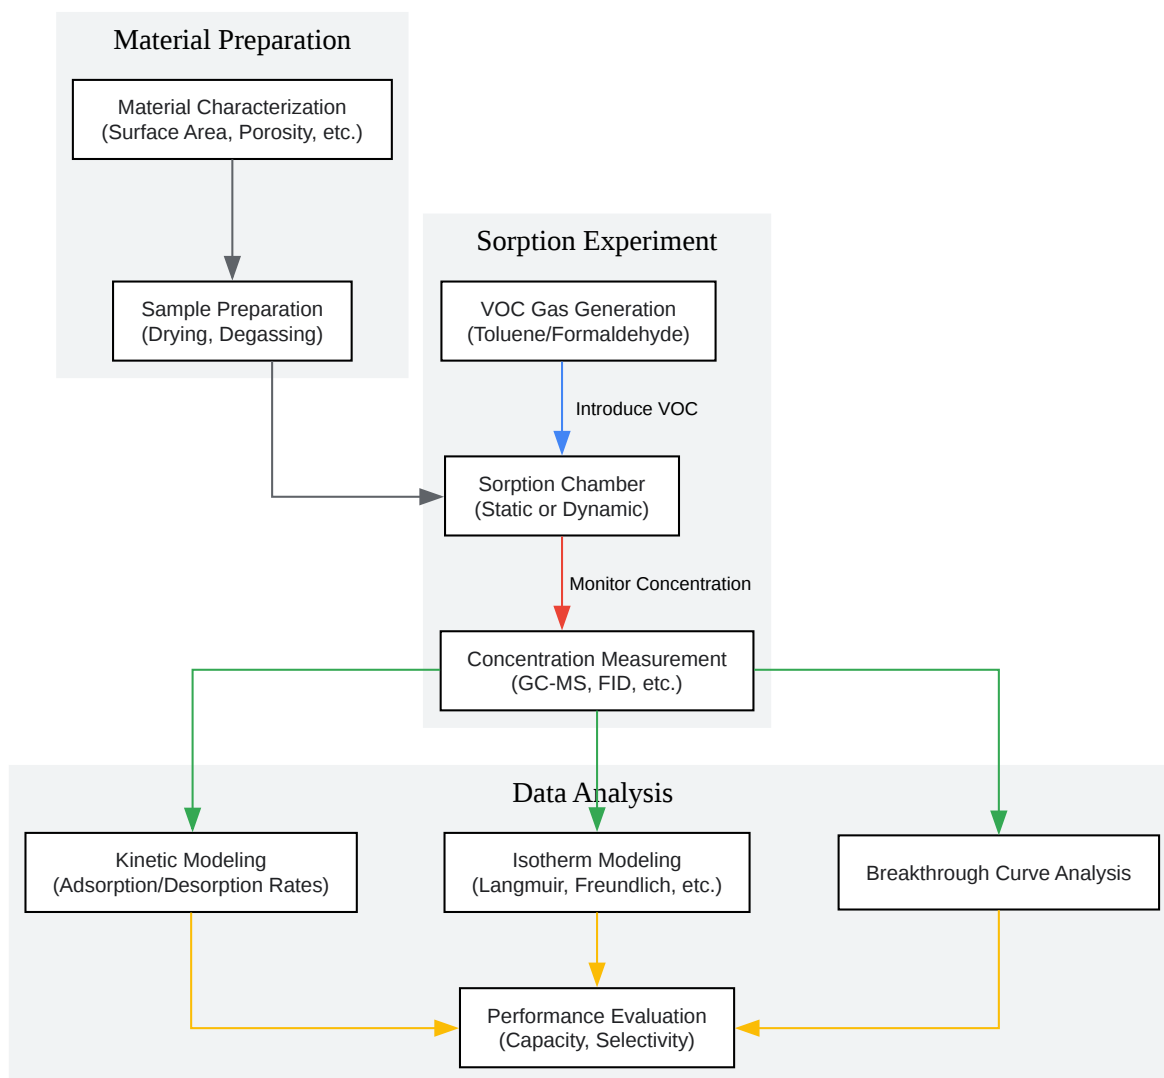 Material Preparation
Material Characterization
(Surface Area, Porosity, etc.)
Sample Preparation
(Drying, Degassing)
Sorption Experiment
VOC Gas Generation
(Toluene/Formaldehyde)
Introduce VOC
Sorption Chamber
(Static or Dynamic)
Monitor Concentration
Concentration Measurement
(GC-MS, FID, etc.)
Data Analysis
Kinetic Modeling
(Adsorption/Desorption Rates)
Isotherm Modeling
(Langmuir, Freundlich, etc.)
Breakthrough Curve Analysis
Performance Evaluation
(Capacity, Selectivity)